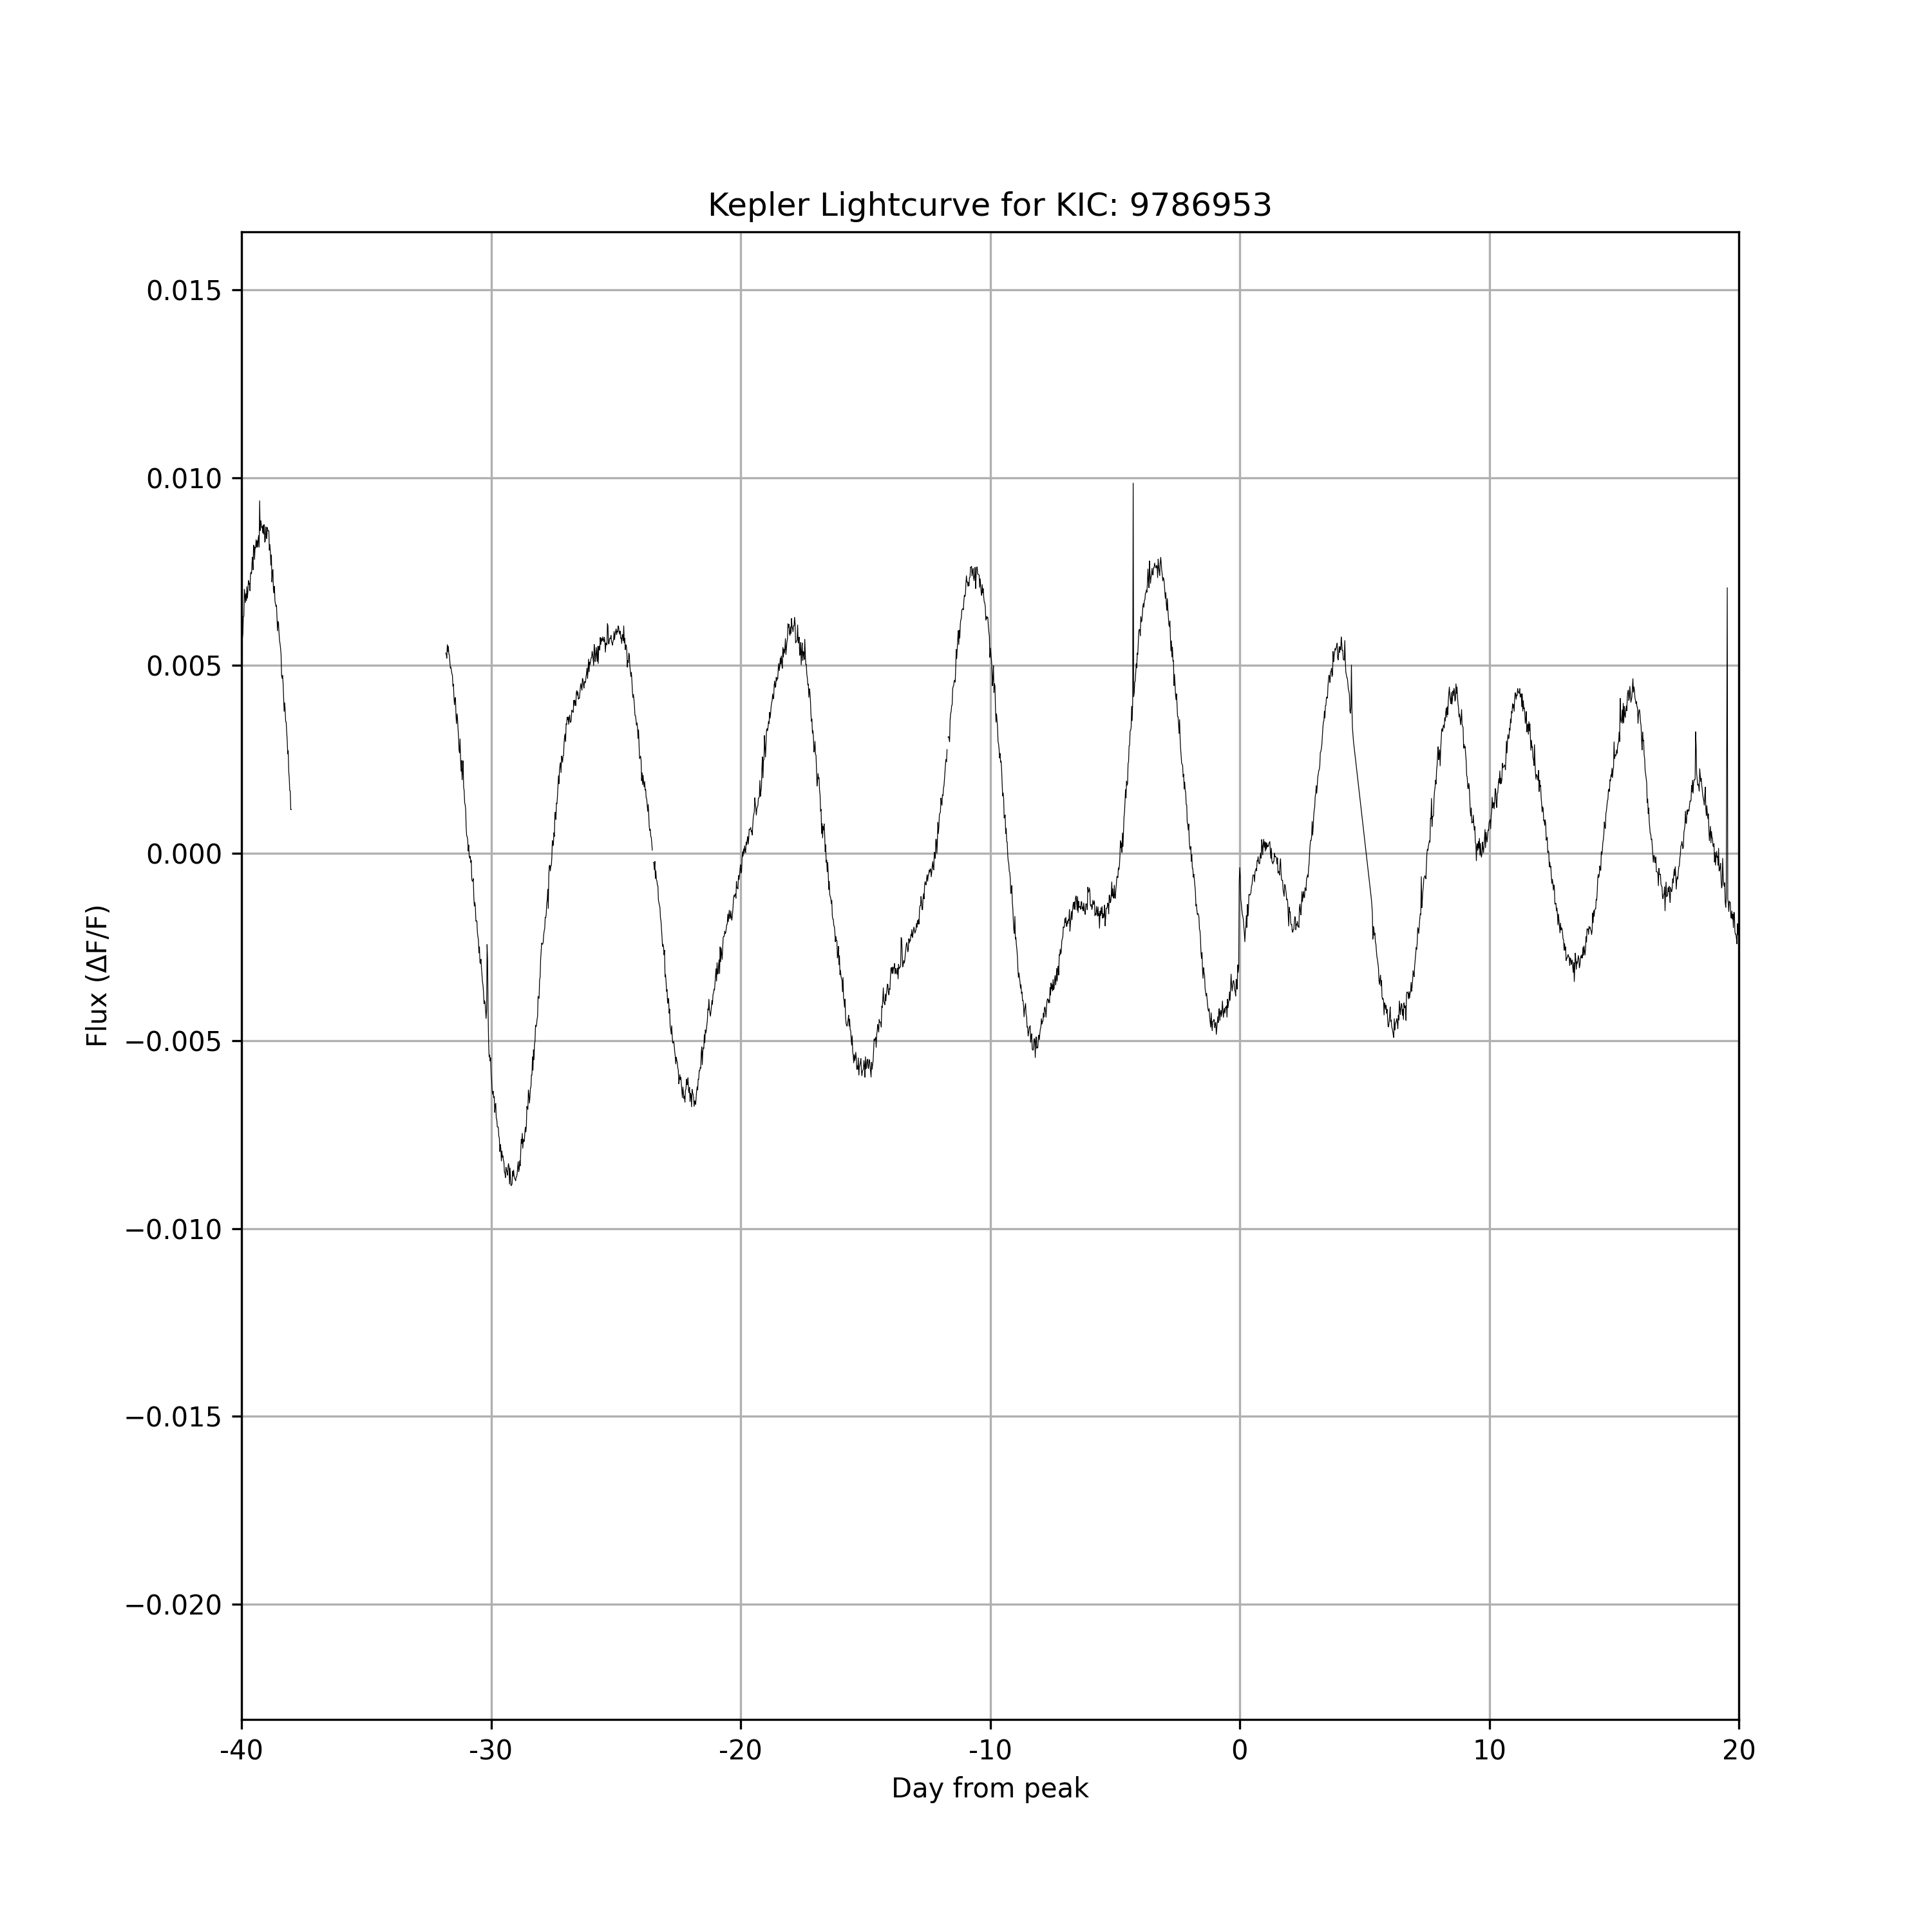 Kepler Lightcurve for KIC: 9786953
0.015
0.010
0.005
0.000
−0.005
−0.010
−0.015
−0.020
Flux (ΔF/F)
-40 -30 -20 -10 0 10 20
Day from peak